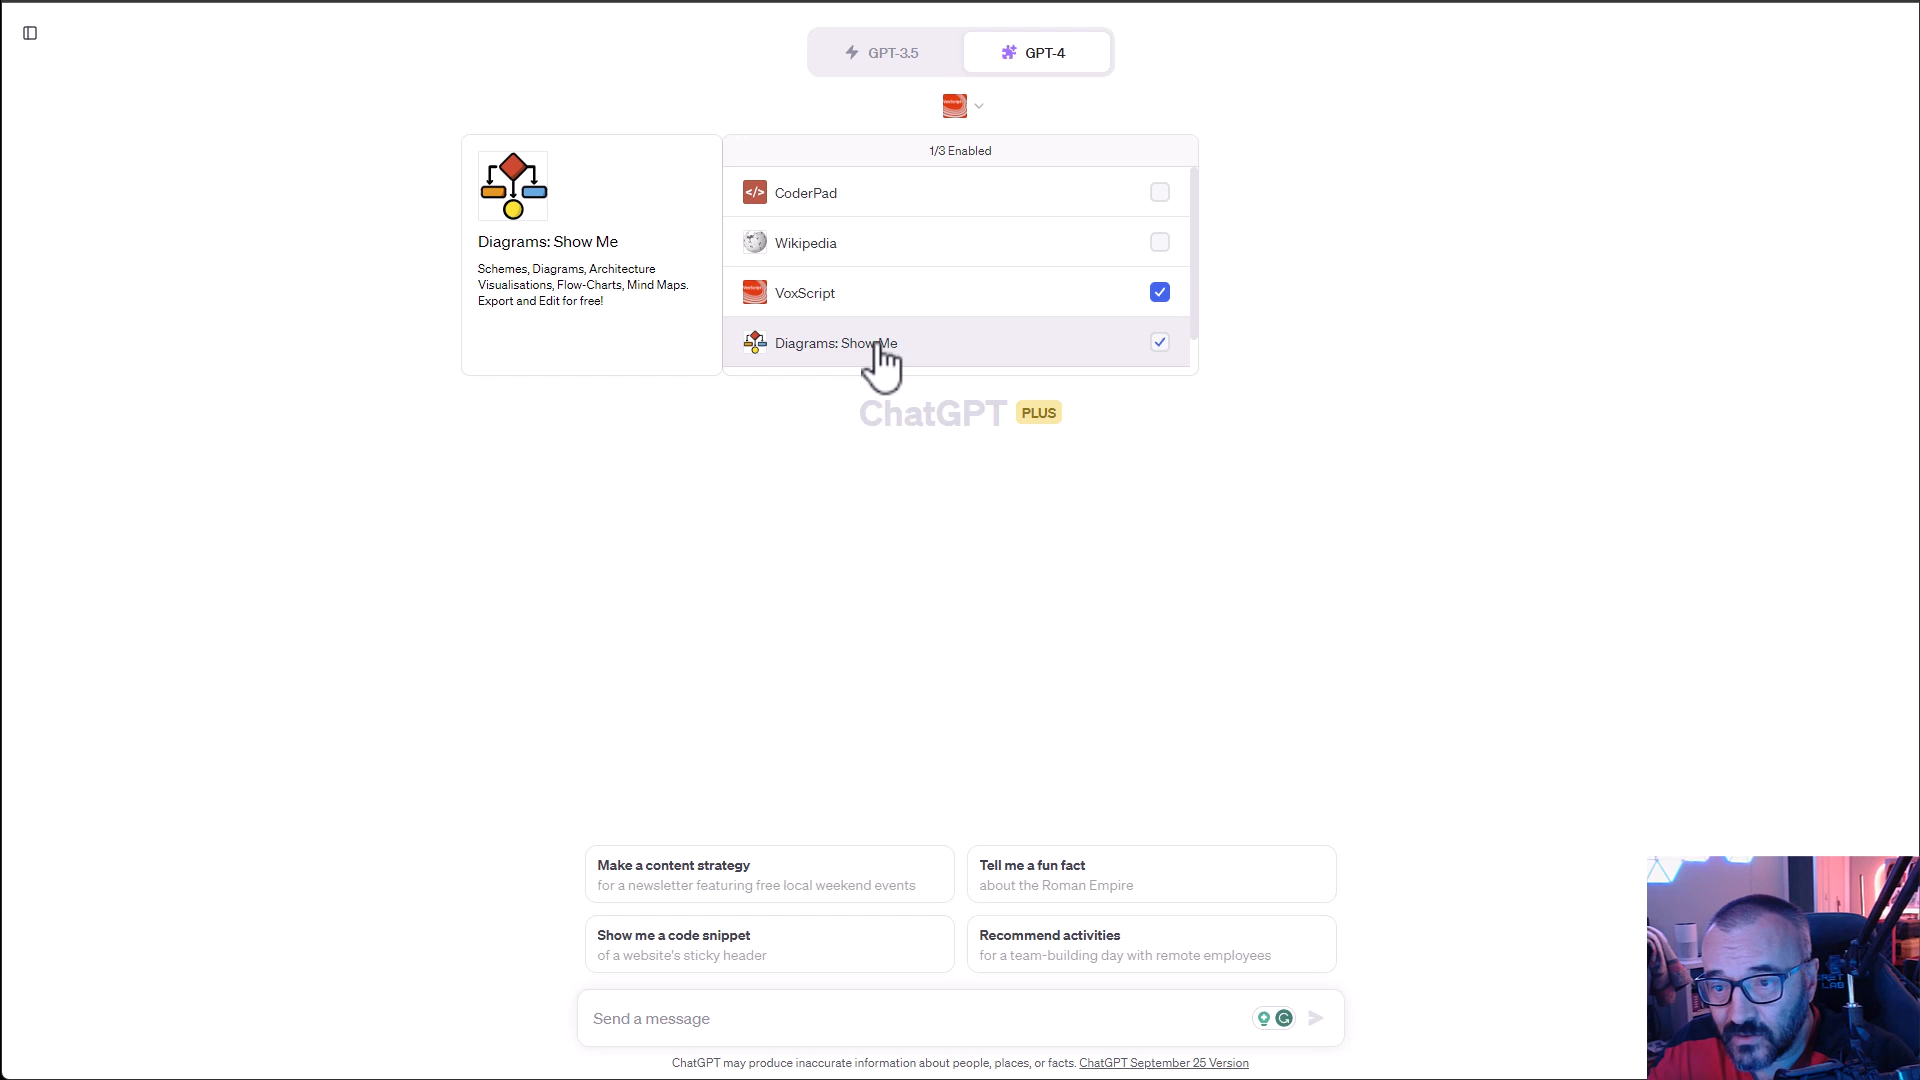 GPT-3.5
GPT-4
1/3 Enabled
Diagrams: Show Me
Schemes, Diagrams, Architecture
Visualisations, Flow-Charts, Mind Maps.
Export and Edit for free!
CoderPad
Wikipedia
VoxScript
Diagrams: Show Me
ChatGPT PLUS
Make a content strategy
for a newsletter featuring free local weekend events
Tell me a fun fact
about the Roman Empire
Show me a code snippet
of a website's sticky header
Recommend activities
for a team-building day with remote employees
Send a message
ChatGPT may produce inaccurate information about people, places, or facts. ChatGPT September 25 Version